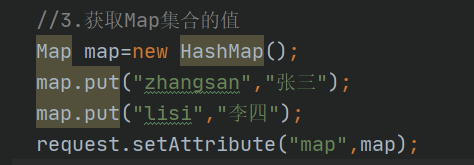 //3.获取Map集合的值
Map map=new HashMap();
map.put("zhangsan","张三");
map.put("lisi","李四");
request.setAttribute("map",map);